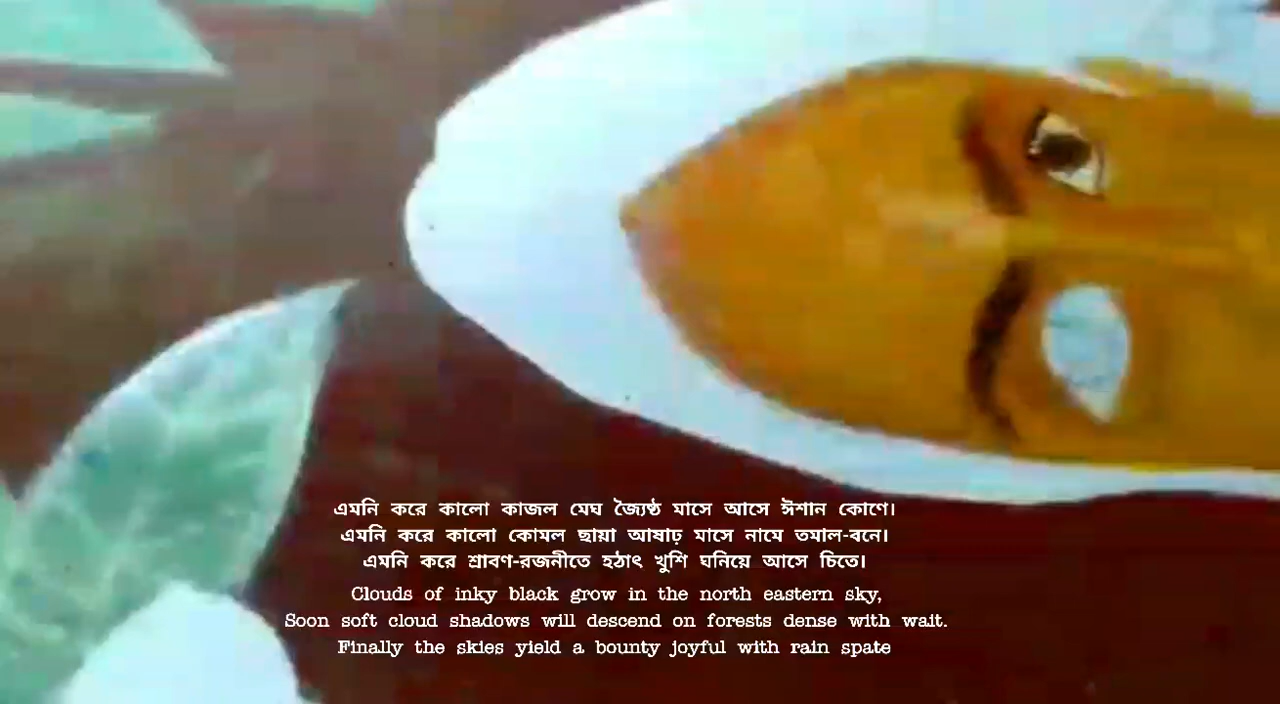 এমনি করে কালো কাজল মেঘ জ্যৈষ্ঠ মাসে আসে ঈশান কোণে।
এমনি করে কালো কোমল ছায়া আষাঢ় মাসে নামে তমাল-বনে।
এমনি করে শ্রাবণ-রজনীতে হঠাৎ খুশি ঘনিয়ে আসে চিতে।
Clouds of inky black grow in the north eastern sky,
Soon soft cloud shadows will descend on forests dense with wait.
Finally the skies yield a bounty joyful with rain spate